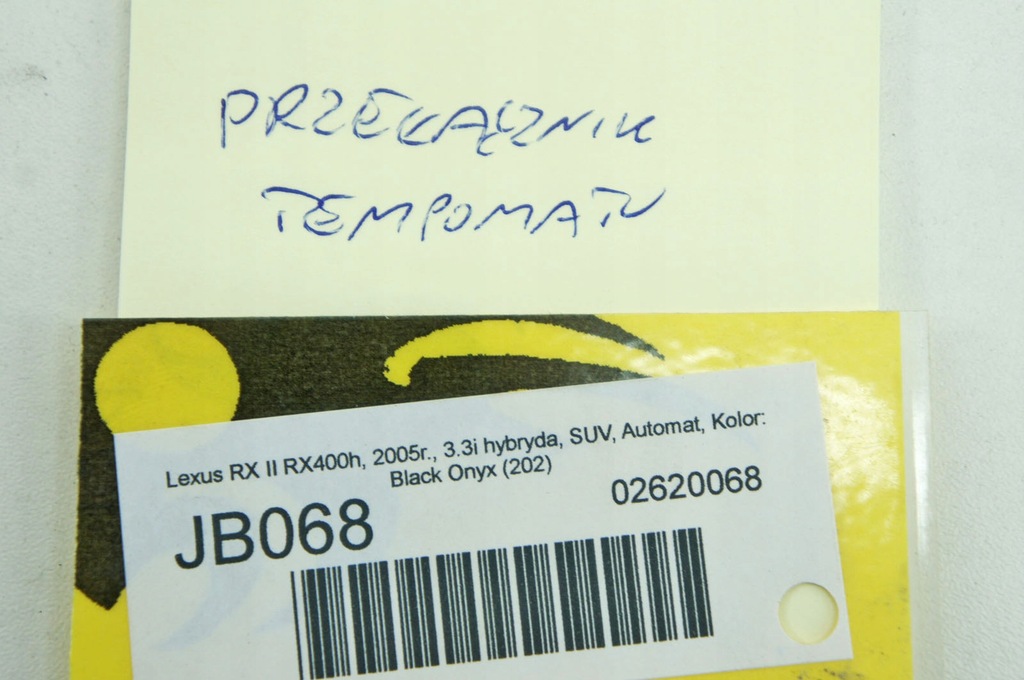 PRZEŁĄCZNIK
TEMPOMATU
Lexus RX II RX400h, 2005r., 3.3i hybryda, SUV, Automat, Kolor:
Black Onyx (202)
JB068
02620068